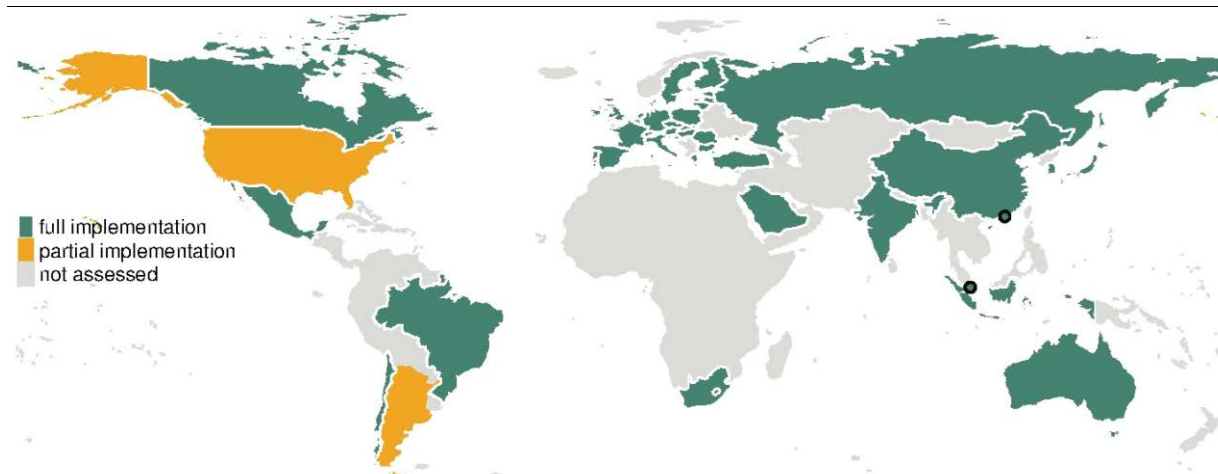 full implementation
partial implementation
not assessed